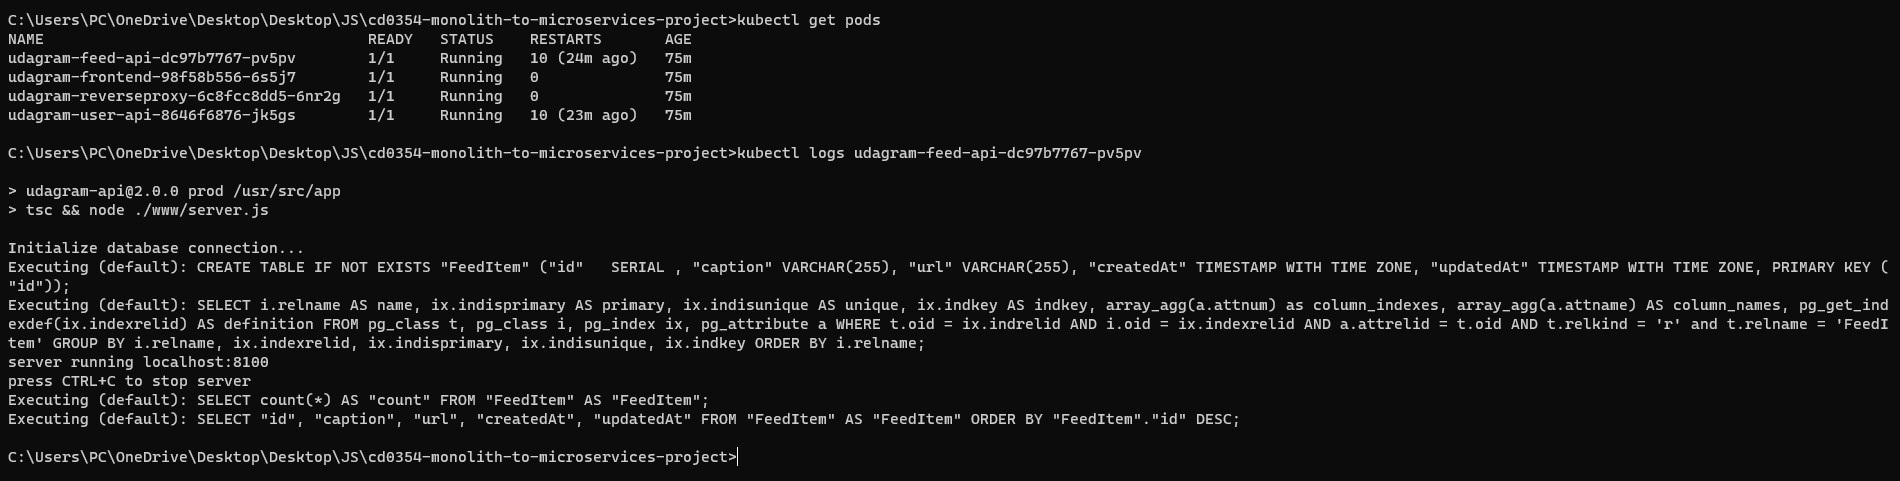 C:\Users\PC\OneDrive\Desktop\Desktop\JS\cd0354-monolith-to-microservices-project>kubectl get pods
NAME                                    READY   STATUS    RESTARTS       AGE
udagram-feed-api-dc97b7767-pv5pv        1/1     Running   10 (24m ago)   75m
udagram-frontend-98f58b556-6s5j7        1/1     Running   0              75m
udagram-reverseproxy-6c8fcc8dd5-6nr2g   1/1     Running   0              75m
udagram-user-api-8646f6876-jk5gs        1/1     Running   10 (23m ago)   75m
C:\Users\PC\OneDrive\Desktop\Desktop\JS\cd0354-monolith-to-microservices-project>kubectl logs udagram-feed-api-dc97b7767-pv5pv
> udagram-api@2.0.0 prod /usr/src/app
> tsc && node ./www/server.js
Initialize database connection...
Executing (default): CREATE TABLE IF NOT EXISTS "FeedItem" ("id"   SERIAL , "caption" VARCHAR(255), "url" VARCHAR(255), "createdAt" TIMESTAMP WITH TIME ZONE, "updatedAt" TIMESTAMP WITH TIME ZONE, PRIMARY KEY (
"id"));
Executing (default): SELECT i.relname AS name, ix.indisprimary AS primary, ix.indisunique AS unique, ix.indkey AS indkey, array_agg(a.attnum) as column_indexes, array_agg(a.attname) AS column_names, pg_get_ind
exdef(ix.indexrelid) AS definition FROM pg_class t, pg_class i, pg_index ix, pg_attribute a WHERE t.oid = ix.indrelid AND i.oid = ix.indexrelid AND a.attrelid = t.oid AND t.relkind = 'r' and t.relname = 'FeedI
tem' GROUP BY i.relname, ix.indexrelid, ix.indisprimary, ix.indisunique, ix.indkey ORDER BY i.relname;
server running localhost:8100
press CTRL+C to stop server
Executing (default): SELECT count(*) AS "count" FROM "FeedItem" AS "FeedItem";
Executing (default): SELECT "id", "caption", "url", "createdAt", "updatedAt" FROM "FeedItem" AS "FeedItem" ORDER BY "FeedItem"."id" DESC;
C:\Users\PC\OneDrive\Desktop\Desktop\JS\cd0354-monolith-to-microservices-project>